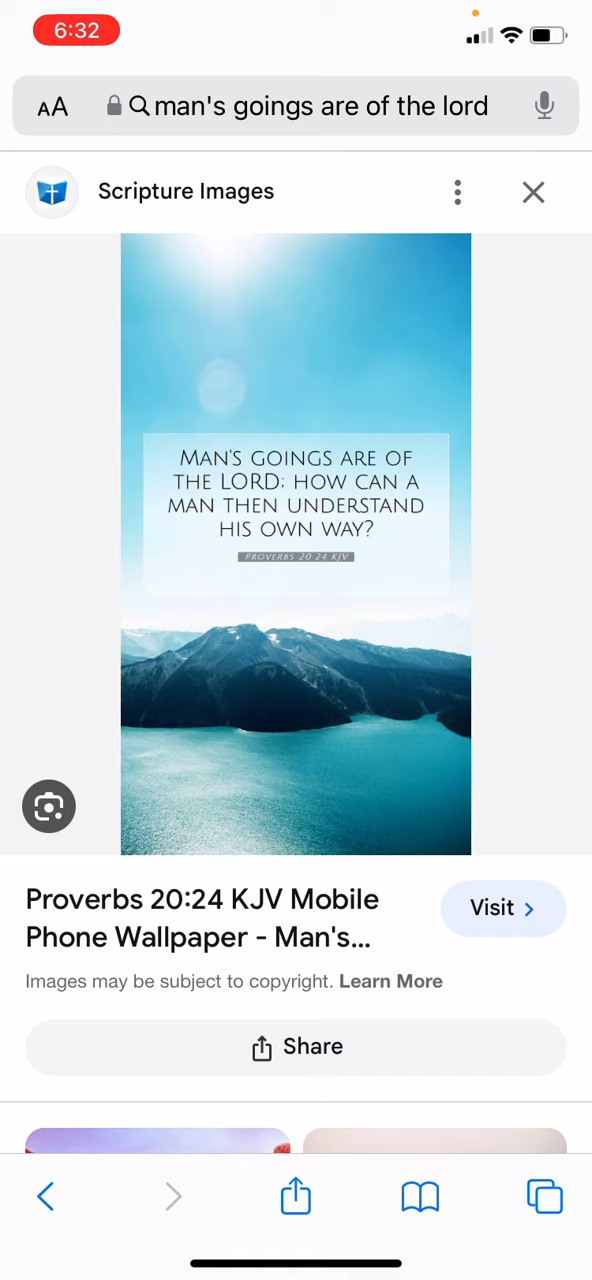 6:32
AA man's goings are of the lord
Scripture Images
MAN'S GOINGS ARE OF
THE LORD; HOW CAN A
MAN THEN UNDERSTAND
HIS OWN WAY?
PROVERBS 20:24 KJV
Proverbs 20:24 KJV Mobile
Phone Wallpaper - Man's...
Visit
Images may be subject to copyright. Learn More
Share